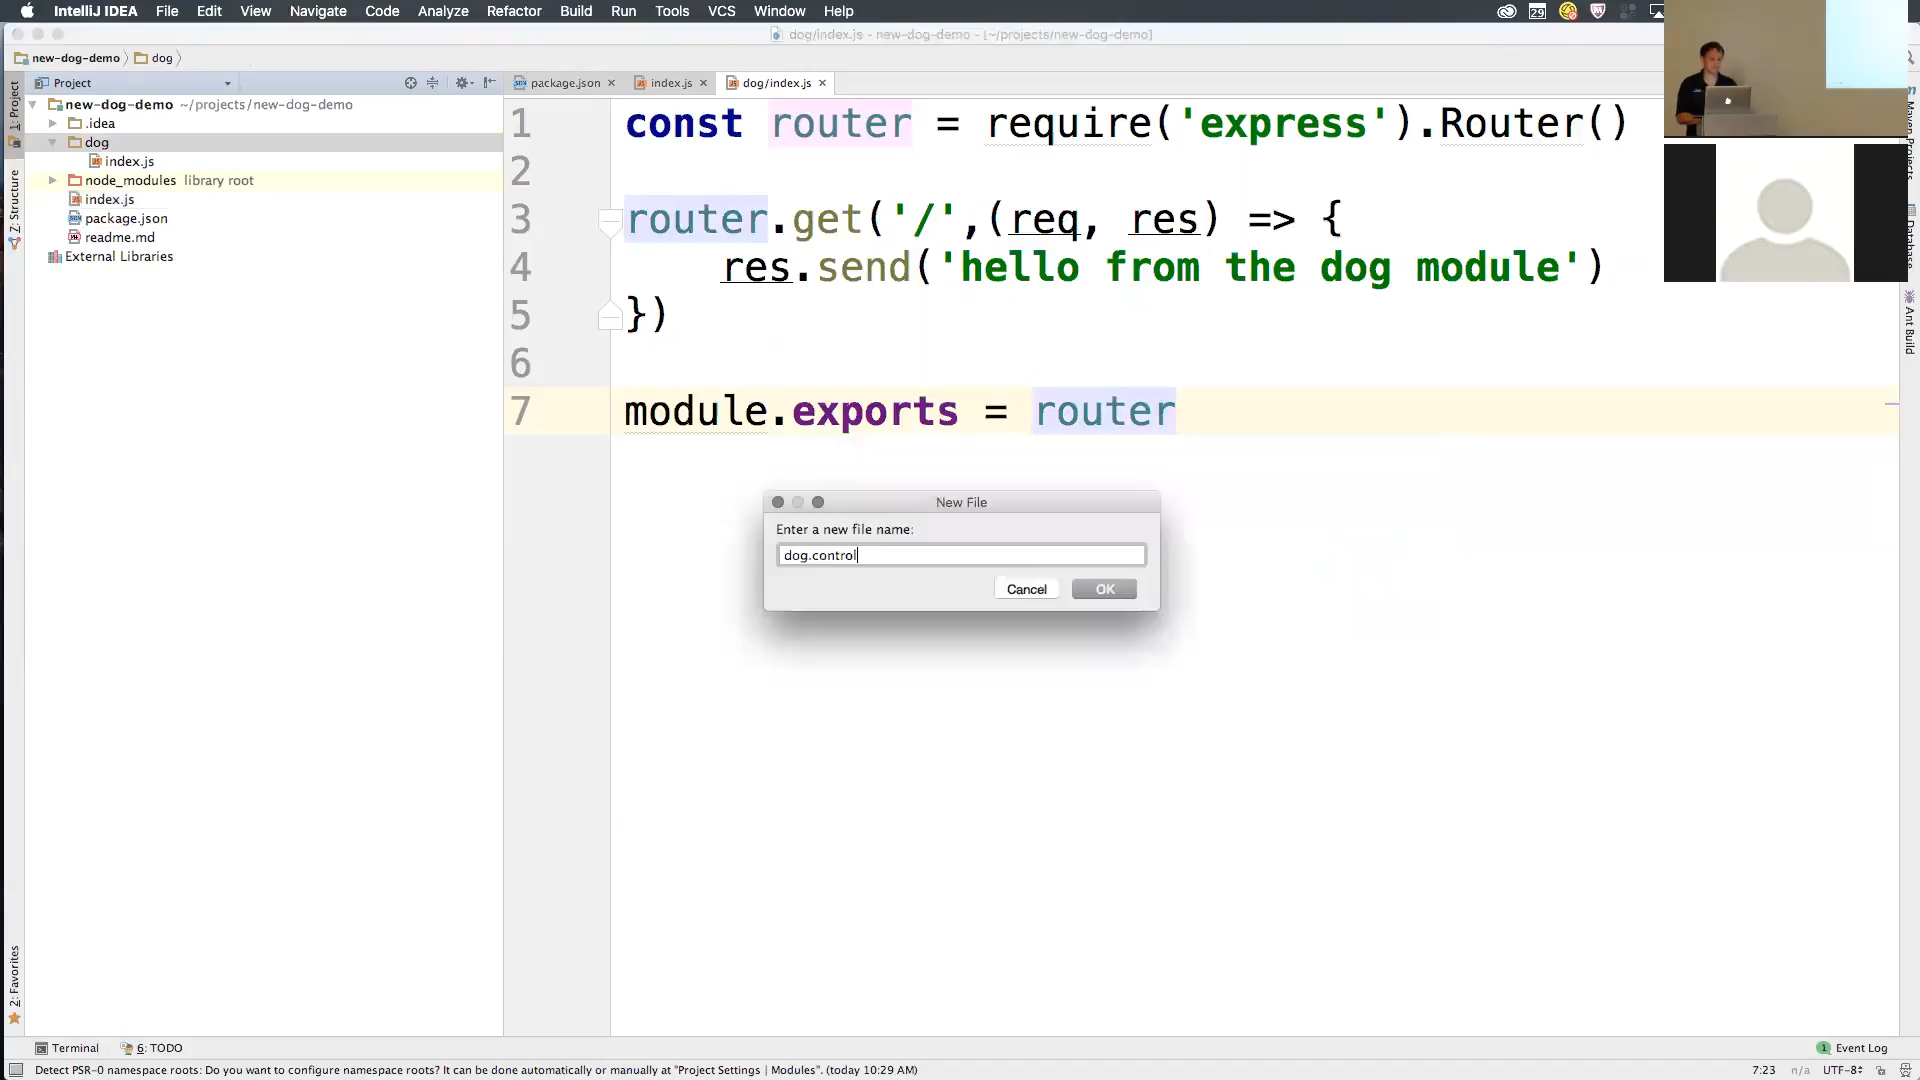 IntelliJ IDEA File Edit View Navigate Code Analyze Refactor Build Run Tools VCS Window Help 29
dog/index.js - new-dog-demo - [~/projects/new-dog-demo]
new-dog-demo dog
Project
package.json index.js dog/index.js
1: Project
7: Structure
2: Favorites
new-dog-demo ~/projects/new-dog-demo
.idea
dog
index.js
node_modules library root
index.js
package.json
readme.md
External Libraries
1 const router = require('express').Router()
2
3 router.get('/',(req, res) => {
4 res.send('hello from the dog module')
5 })
6
7 module.exports = router
New File
Enter a new file name:
dog.control
Cancel OK
Maven Projects
Database
Ant Build
Terminal 6: TODO 1 Event Log
Detect PSR-0 namespace roots: Do you want to configure namespace roots? It can be done automatically or manually at "Project Settings | Modules". (today 10:29 AM) 7:23 n/a UTF-8